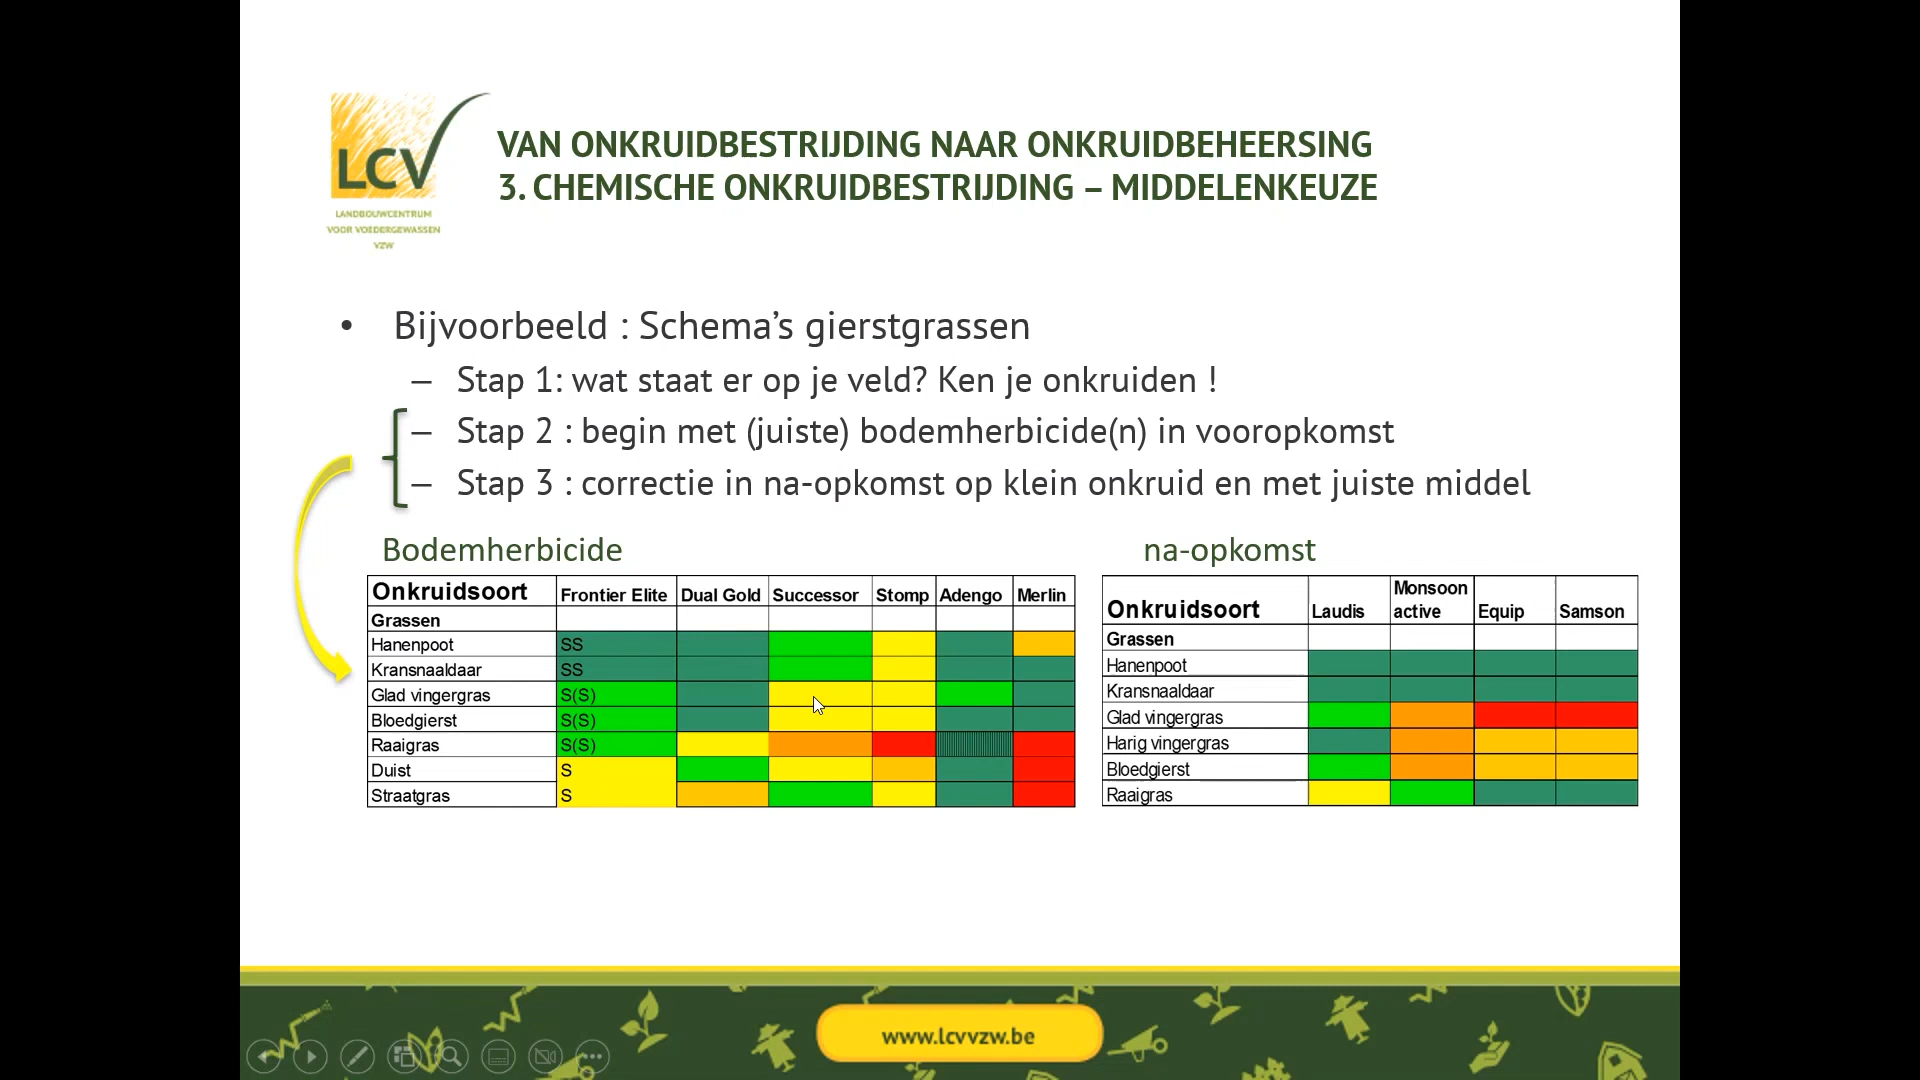 LCV
LANDBOUWCENTRUM
VOOR VOEDERGEWASSEN
VZW
VAN ONKRUIDBESTRIJDING NAAR ONKRUIDBEHEERSING
3. CHEMISCHE ONKRUIDBESTRIJDING – MIDDELENKEUZE
• Bijvoorbeeld : Schema’s gierstgrassen
– Stap 1: wat staat er op je veld? Ken je onkruiden !
– Stap 2 : begin met (juiste) bodemherbicide(n) in vooropkomst
– Stap 3 : correctie in na-opkomst op klein onkruid en met juiste middel
Bodemherbicide
Onkruidsoort Frontier Elite Dual Gold Successor Stomp Adengo Merlin
Grassen
Hanenpoot SS
Kransnaaldaar SS
Glad vingergras S(S)
Bloedgierst S(S)
Raaigras S(S)
Duist S
Straatgras S
na-opkomst
Onkruidsoort Laudis Monsoon active Equip Samson
Grassen
Hanenpoot
Kransnaaldaar
Glad vingergras
Harig vingergras
Bloedgierst
Raaigras
www.lcvvzw.be